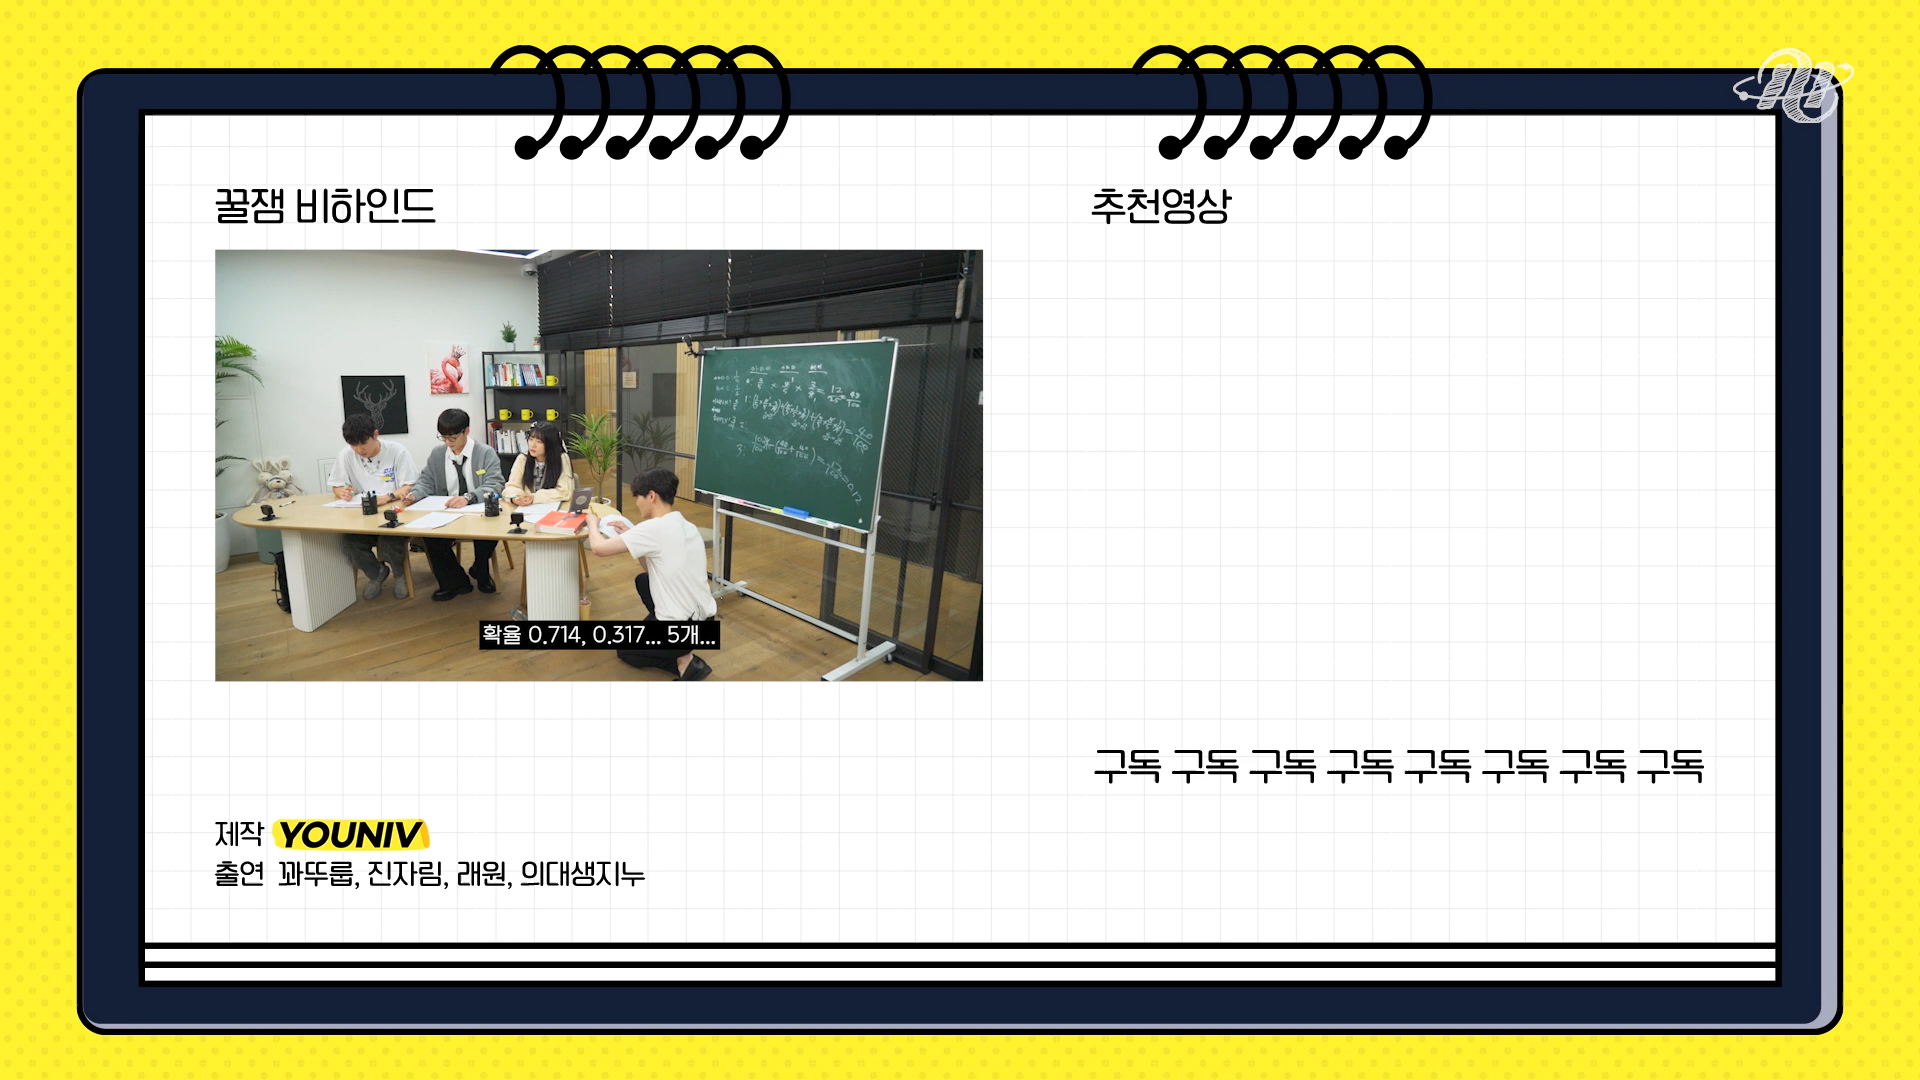 꿀잼 비하인드
추천영상
확율 0.714, 0.317... 5개...
구독 구독 구독 구독 구독 구독 구독 구독
제작 YOUNIV
출연 꽈뚜룹, 진자림, 래원, 의대생지누